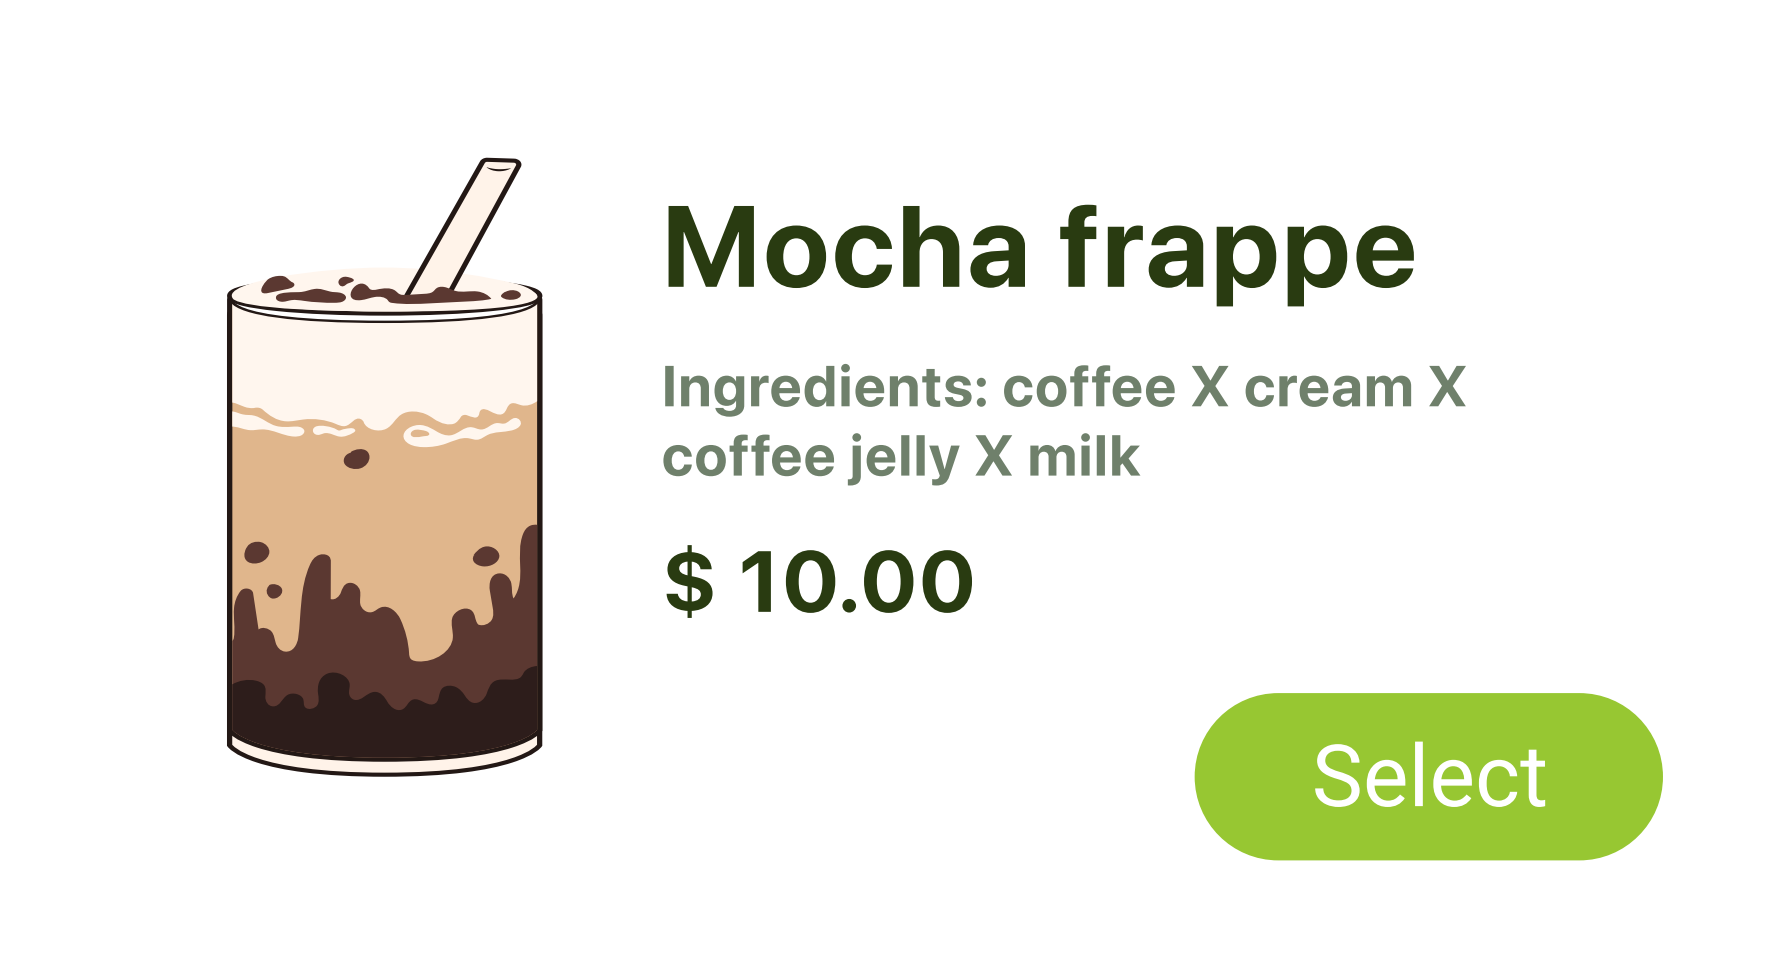 Mocha frappe
Ingredients: coffee X cream X
coffee jelly X milk
$ 10.00
Select